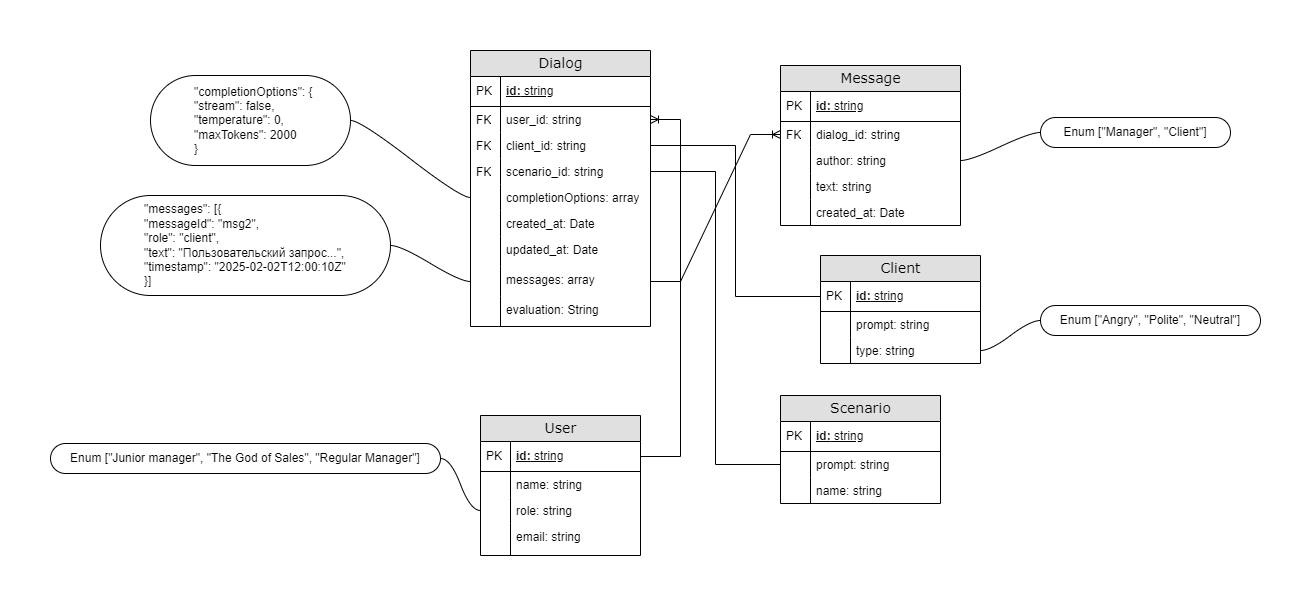 "completionOptions": {
"stream": false,
"temperature": 0,
"maxTokens": 2000
}
"messages": [{
"messageId": "msg2",
"role": "client",
"text": "Пользовательский запрос...",
"timestamp": "2025-02-02T12:00:10Z"
}]
Dialog
PK id: string
FK user_id: string
FK client_id: string
FK scenario_id: string
completionOptions: array
created_at: Date
updated_at: Date
messages: array
evaluation: String
Message
PK id: string
FK dialog_id: string
author: string
text: string
created_at: Date
Enum ["Manager", "Client"]
Client
PK id: string
prompt: string
type: string
Enum ["Angry", "Polite", "Neutral"]
Scenario
PK id: string
prompt: string
name: string
Enum ["Junior manager", "The God of Sales", "Regular Manager"]
User
PK id: string
name: string
role: string
email: string